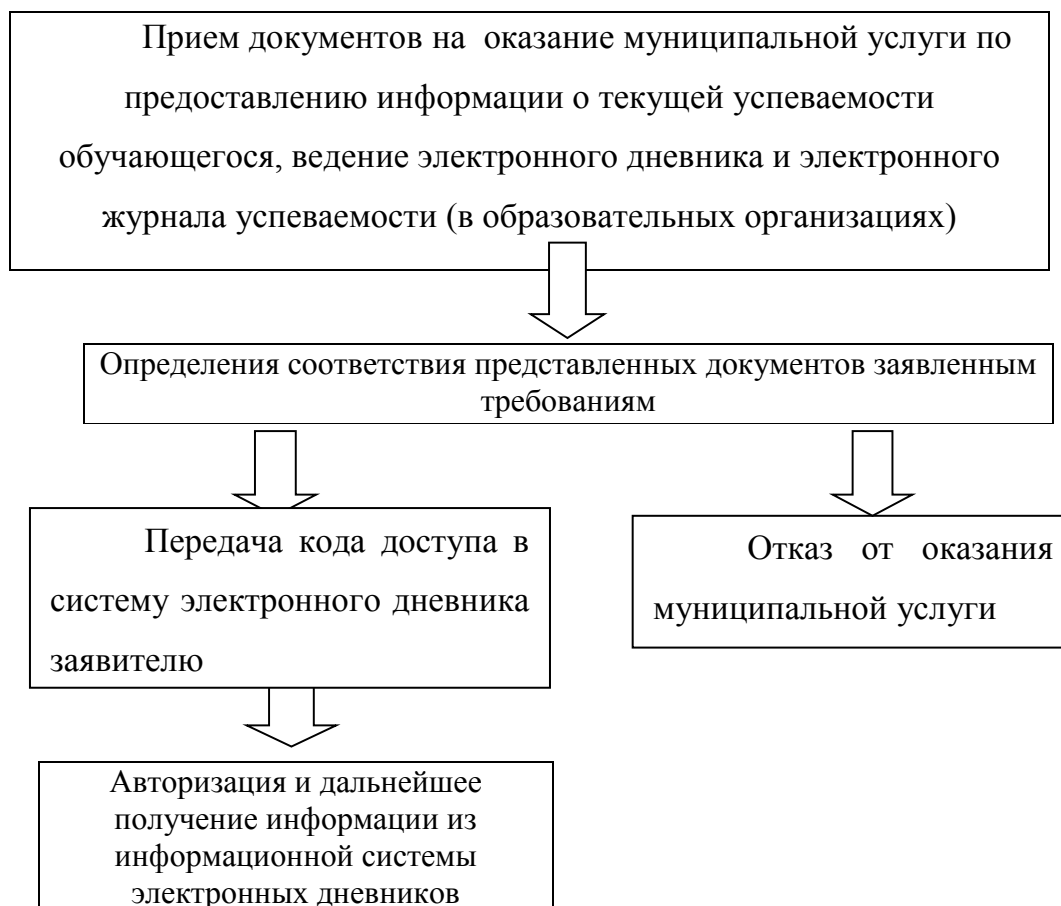 Прием документов на оказание муниципальной услуги по
предоставлению информации о текущей успеваемости
обучающегося, ведение электронного дневника и электронного
журнала успеваемости (в образовательных организациях)
Определения соответствия представленных документов заявленным
требованиям
Передача кода доступа в
систему электронного дневника
заявителю
Отказ от оказания
муниципальной услуги
Авторизация и дальнейшее
получение информации из
информационной системы
электронных дневников